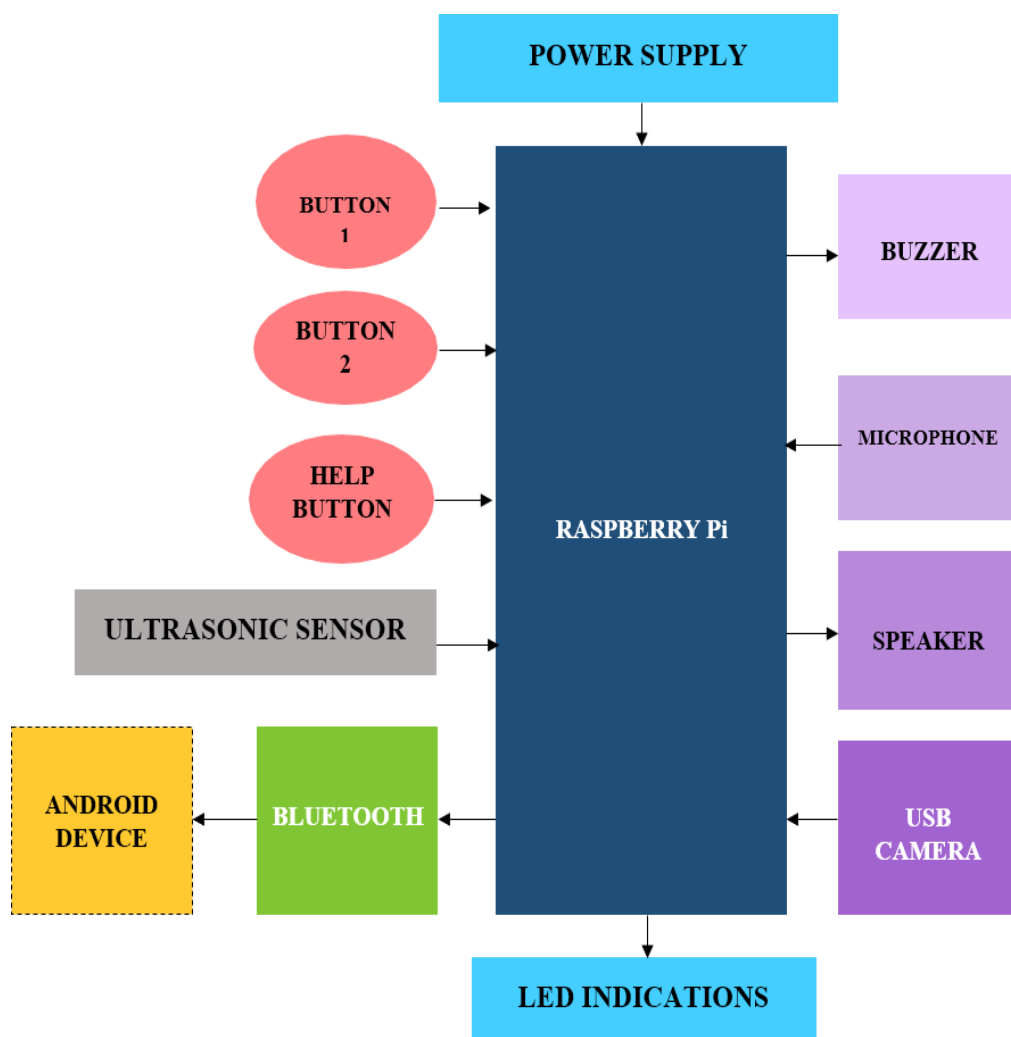 POWER SUPPLY
BUTTON
1
BUZZER
BUTTON
2
MICROPHONE
HELP
BUTTON
RASPBERRY Pi
ULTRASONIC SENSOR
SPEAKER
ANDROID
DEVICE
BLUETOOTH
USB
CAMERA
LED INDICATIONS